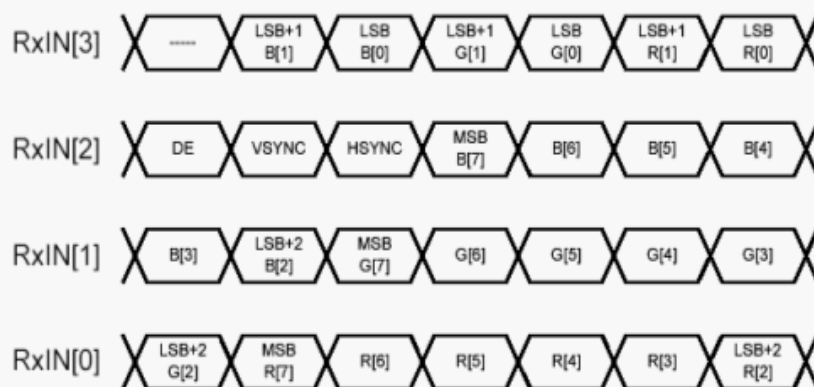 RxIN[3] ----- LSB+1 B[1] LSB B[0] LSB+1 G[1] LSB G[0] LSB+1 R[1] LSB R[0]
RxIN[2] DE VSYNC HSYNC MSB B[7] B[6] B[5] B[4]
RxIN[1] B[3] LSB+2 B[2] MSB G[7] G[6] G[5] G[4] G[3]
RxIN[0] LSB+2 G[2] MSB R[7] R[6] R[5] R[4] R[3] LSB+2 R[2]